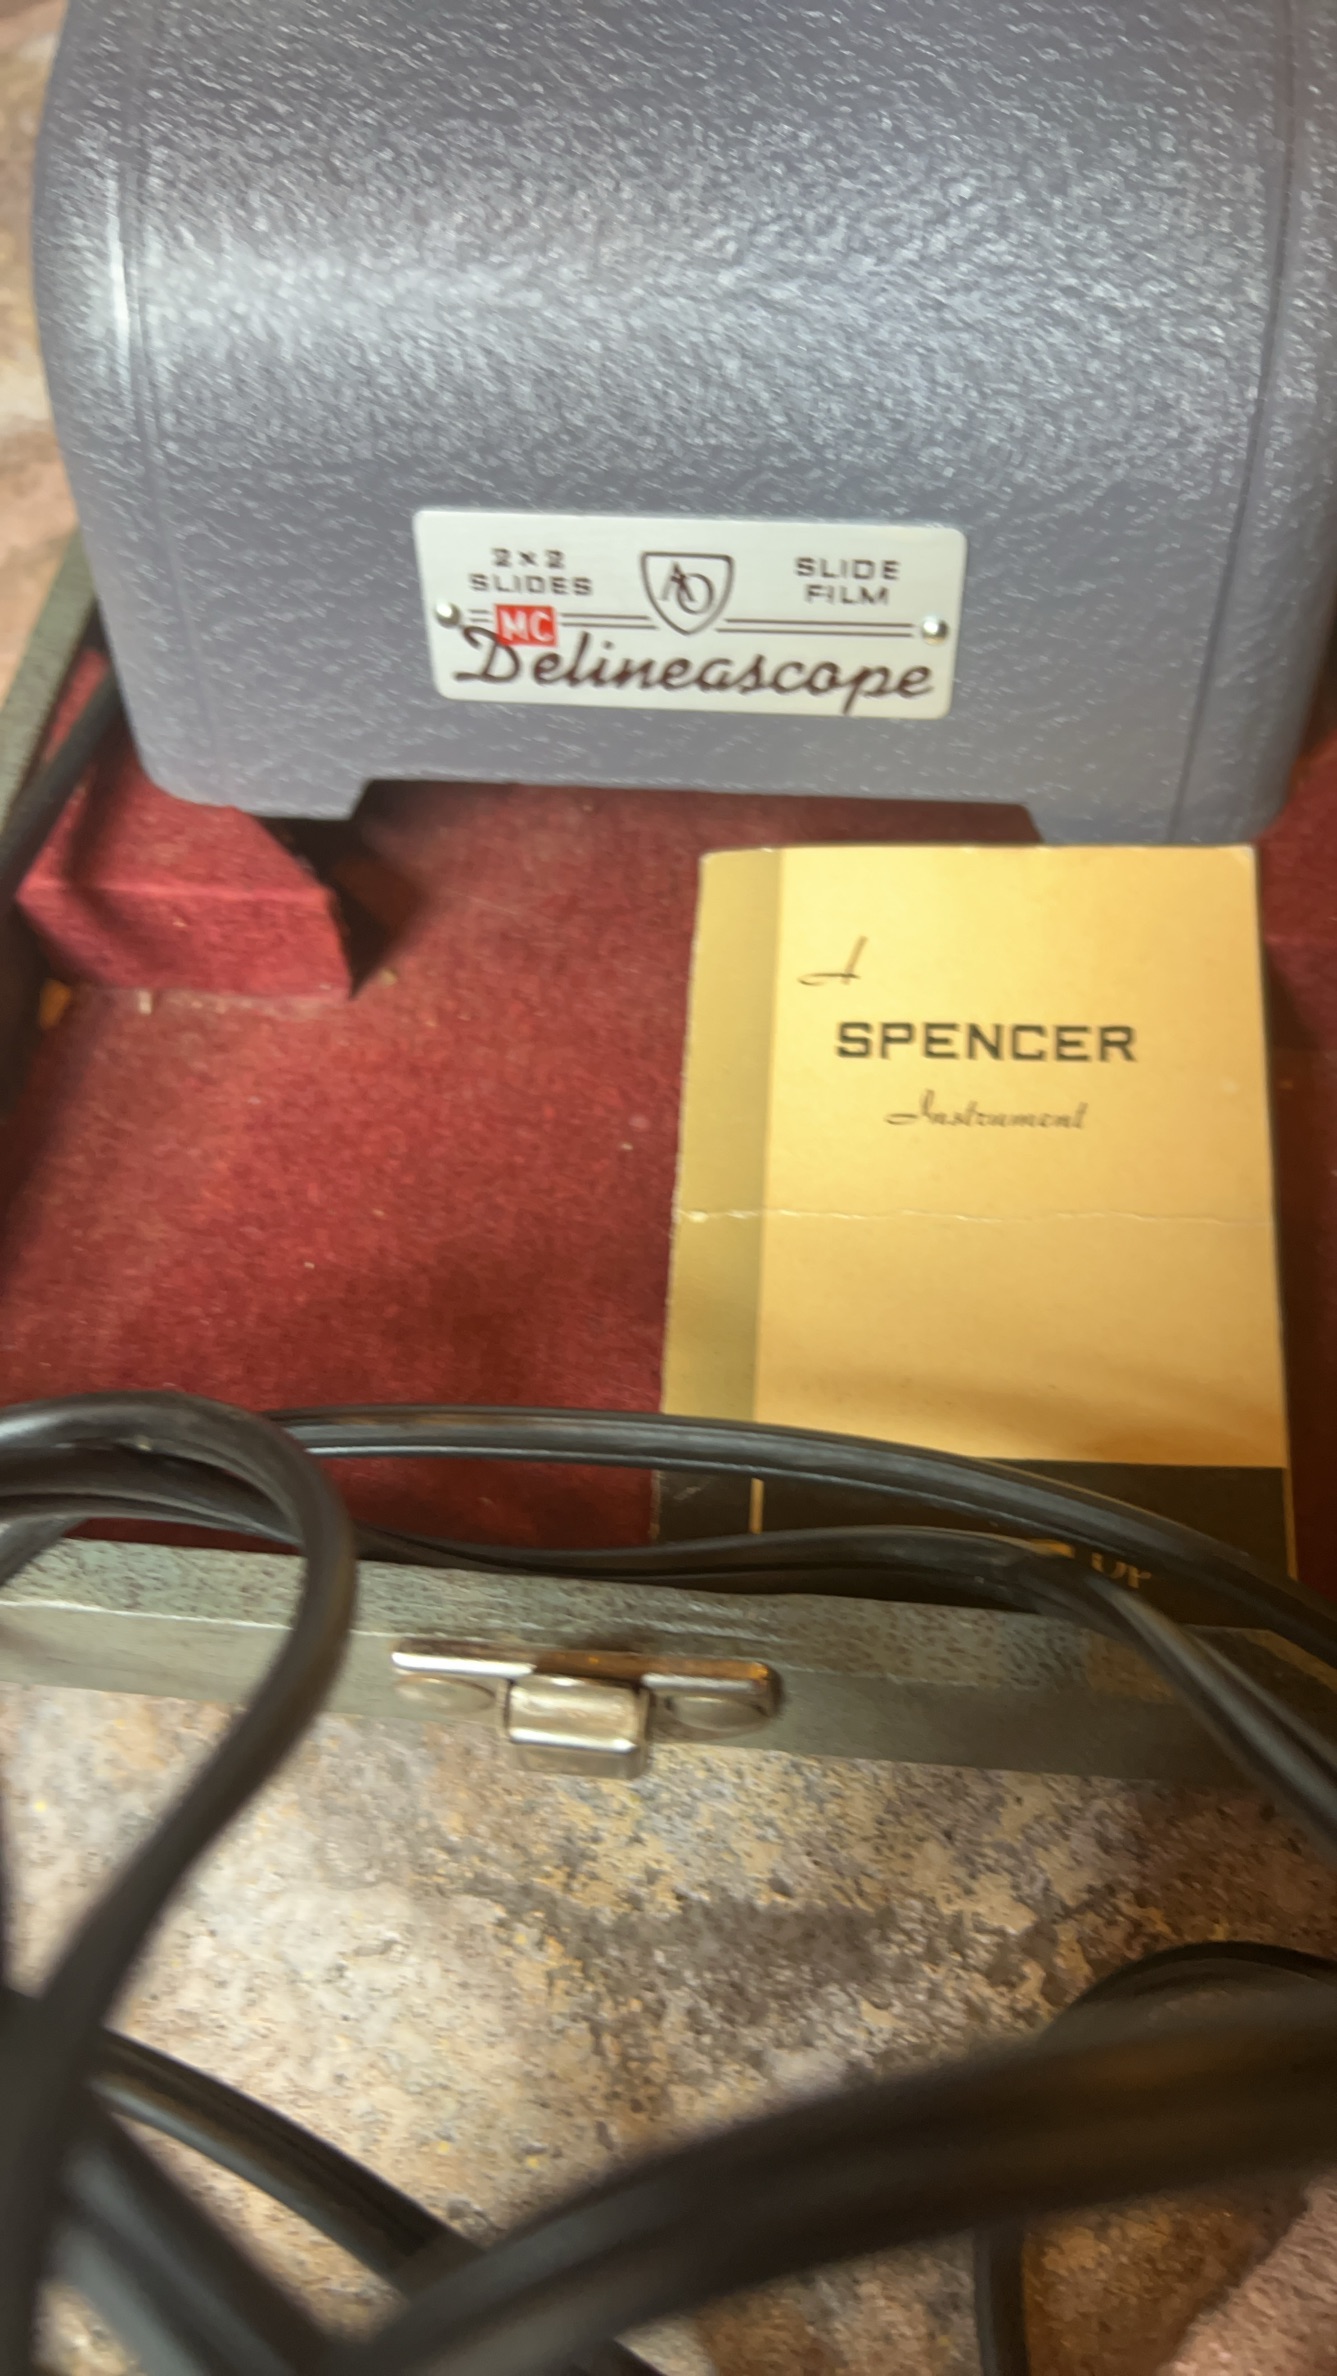 2×2
SLIDES
AO
SLIDE
FILM
MC
Delineascope
A
SPENCER
Instrument